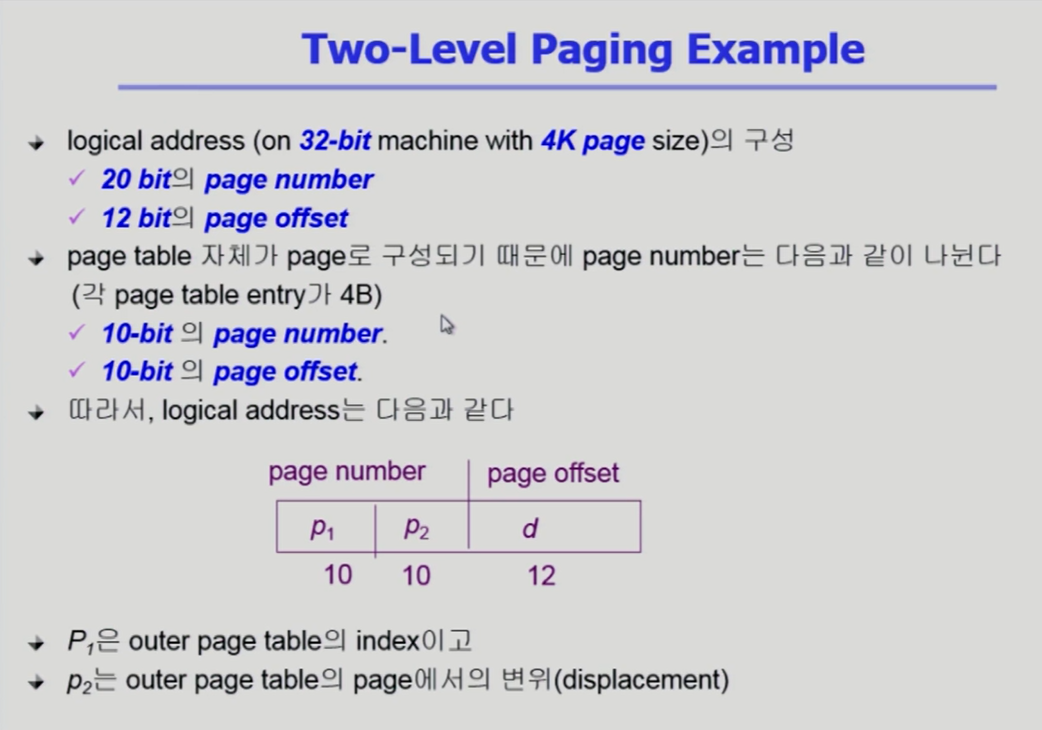 Two-Level Paging Example
logical address (on 32-bit machine with 4K page size)의 구성
20 bit의 page number
12 bit의 page offset
page table 자체가 page로 구성되기 때문에 page number는 다음과 같이 나뉜다
(각 page table entry가 4B)
10-bit 의 page number.
10-bit 의 page offset.
따라서, logical address는 다음과 같다
page number page offset
p1 p2 d
10 10 12
P1은 outer page table의 index이고
p2는 outer page table의 page에서의 변위(displacement)